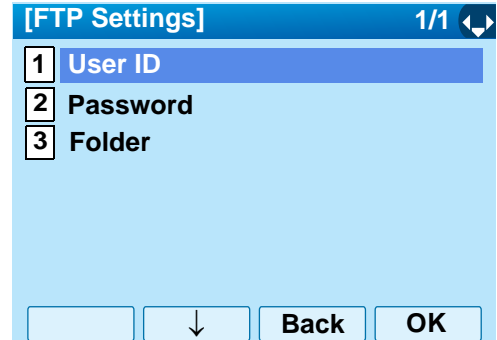 [FTP Settings] 1/1
1 User ID
2 Password
3 Folder
↓ Back OK